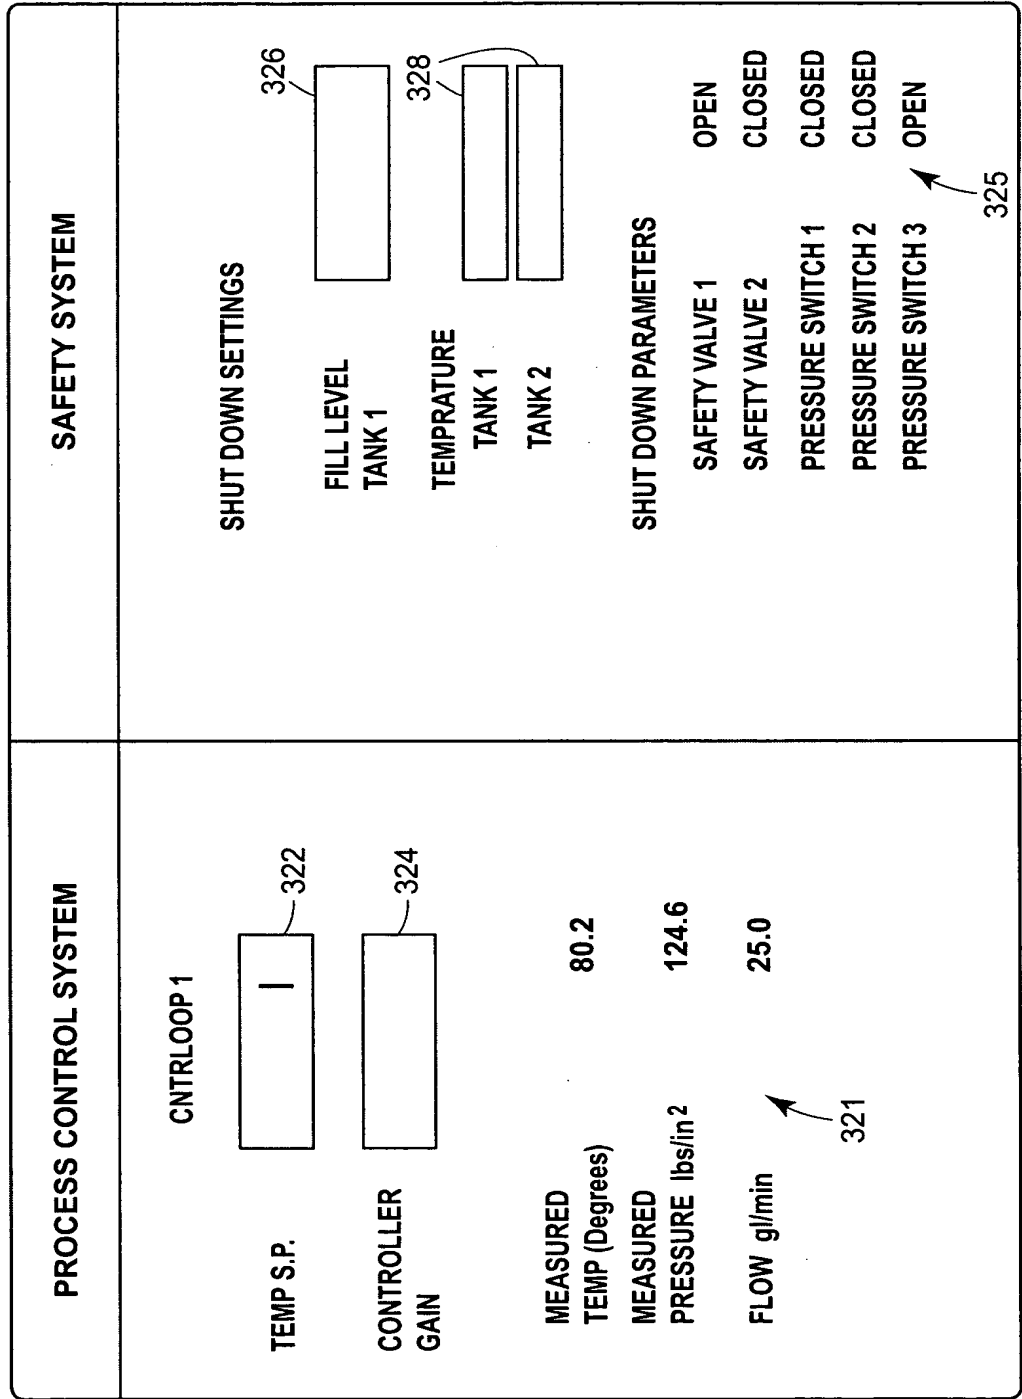 PROCESS CONTROL SYSTEM
CNTRLOOP 1
TEMP S.P.
322
CONTROLLER
GAIN
324
MEASURED
TEMP (Degrees) 80.2
MEASURED
PRESSURE lbs/in2 124.6
FLOW gl/min 25.0
321
SAFETY SYSTEM
SHUT DOWN SETTINGS
326
FILL LEVEL
TANK 1
TEMPRATURE
328
TANK 1
TANK 2
SHUT DOWN PARAMETERS
SAFETY VALVE 1 OPEN
SAFETY VALVE 2 CLOSED
PRESSURE SWITCH 1 CLOSED
PRESSURE SWITCH 2 CLOSED
PRESSURE SWITCH 3 OPEN
325